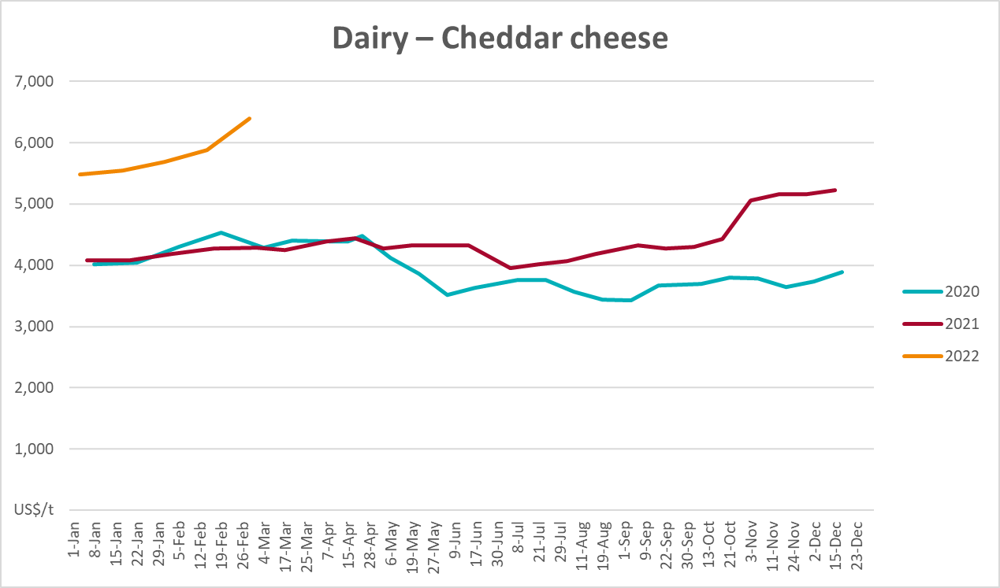 Dairy – Cheddar cheese
7,000
6,000
5,000
4,000
3,000
2,000
1,000
US$/t
1-Jan
8-Jan
15-Jan
22-Jan
29-Jan
5-Feb
12-Feb
19-Feb
26-Feb
4-Mar
17-Mar
25-Mar
7-Apr
15-Apr
28-Apr
6-May
19-May
27-May
9-Jun
17-Jun
30-Jun
8-Jul
21-Jul
29-Jul
11-Aug
19-Aug
1-Sep
9-Sep
22-Sep
30-Sep
13-Oct
21-Oct
3-Nov
11-Nov
24-Nov
2-Dec
15-Dec
23-Dec
2020
2021
2022